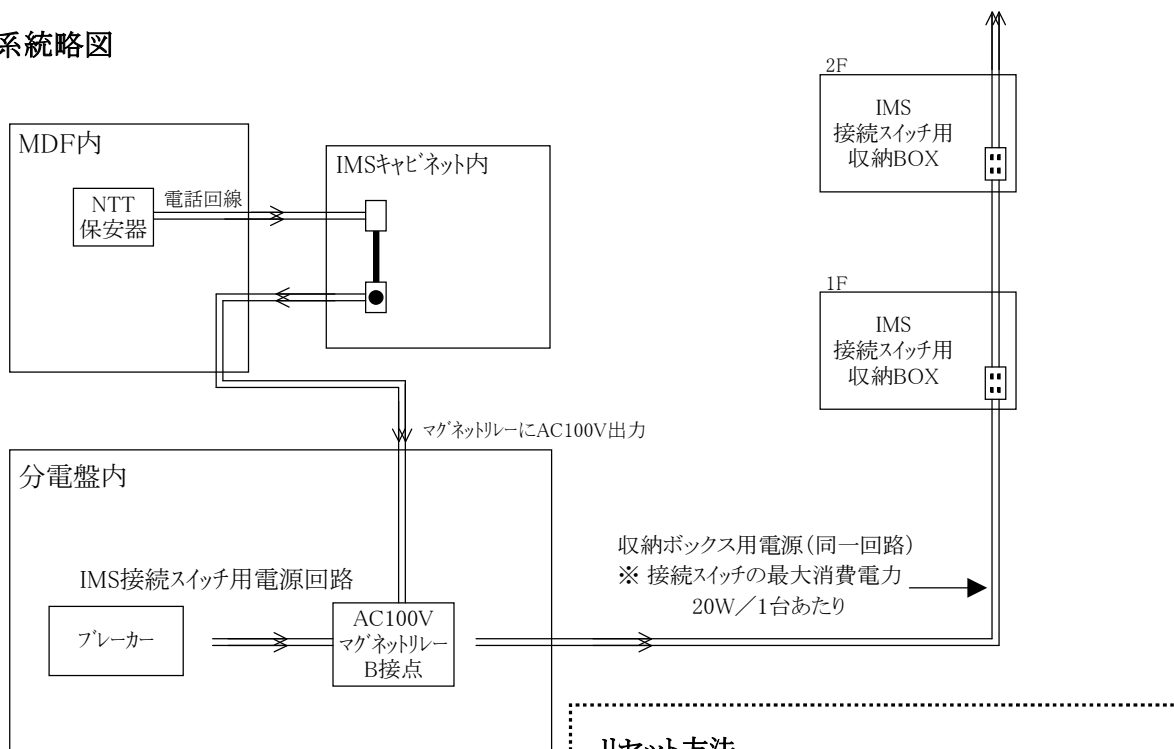 系統略図
MDF内
NTT
保安器
電話回線
IMSキャビネット内
マグネットリレーにAC100V出力
分電盤内
IMS接続スイッチ用電源回路
ブレーカー
AC100V
マグネットリレー
B接点
2F
IMS
接続スイッチ用
収納BOX
1F
IMS
接続スイッチ用
収納BOX
収納ボックス用電源(同一回路)
※ 接続スイッチの最大消費電力
20W/1台あたり
リセット方法